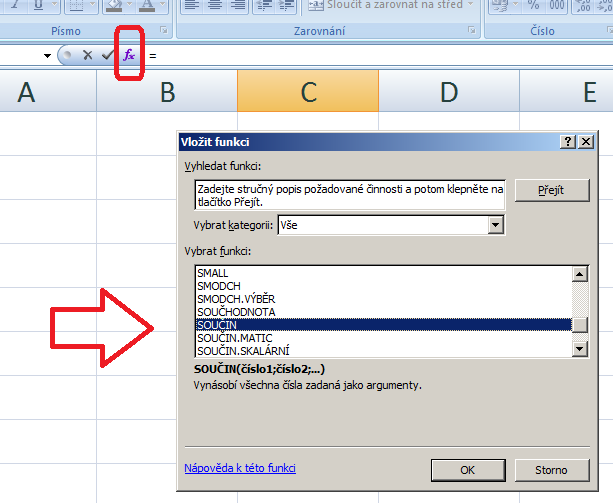 Sloučit a zarovnat na střed
%
000
Písmo
Zarovnání
Číslo
fx
=
A
B
C
D
E
Vložit funkci
Vyhledat funkci:
Zadejte stručný popis požadované činnosti a potom klepněte na
tlačítko Přejít.
Přejít
Vybrat kategorii:
Vše
Vybrat funkci:
SMALL
SMODCH
SMODCH.VÝBĚR
SOUČHODNOTA
SOUČIN
SOUČIN.MATIC
SOUČIN.SKALÁRNÍ
SOUČIN(číslo1;číslo2;...)
Vynásobí všechna čísla zadaná jako argumenty.
Nápověda k této funkci
OK
Storno